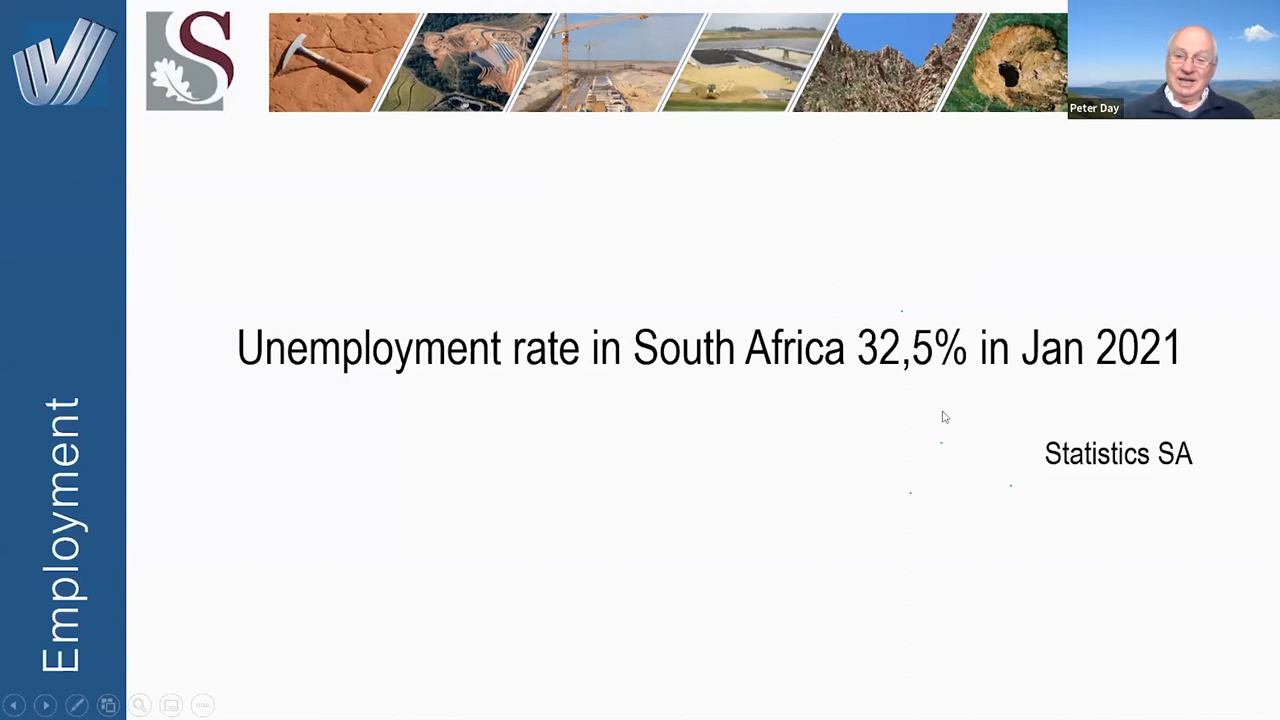 Peter Day
Unemployment rate in South Africa 32,5% in Jan 2021
Statistics SA
Employment